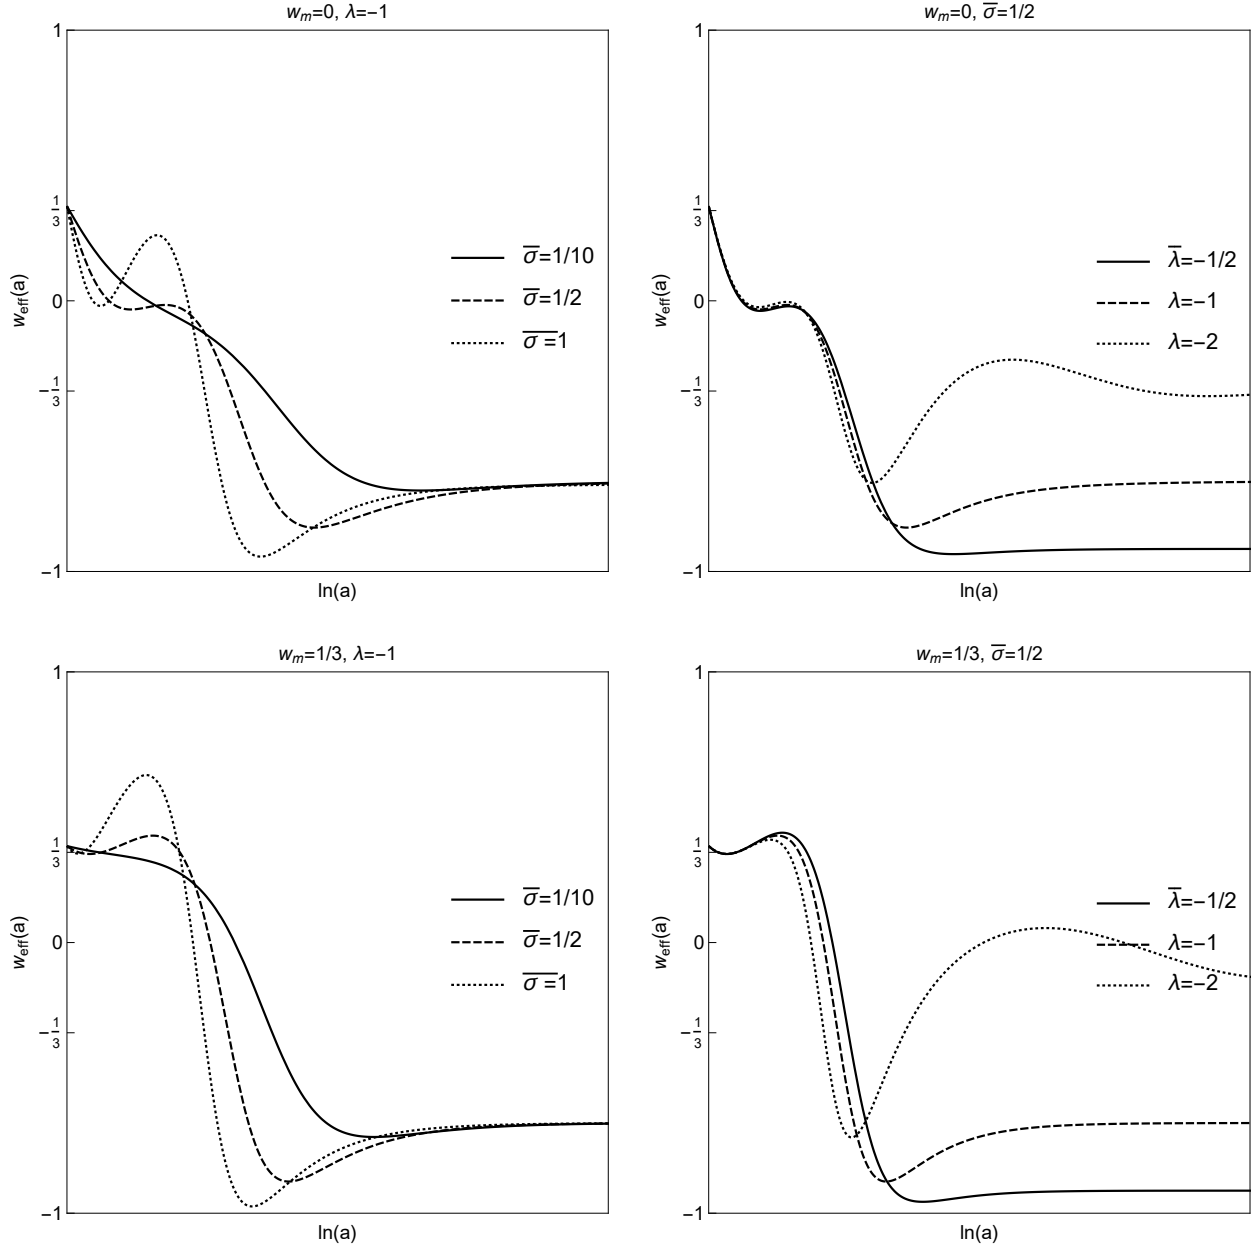 w_m=0, λ=−1
1
1/3
0
−1/3
−1
w_eff(a)
ln(a)
σ̅=1/10
σ̅=1/2
σ̅=1
w_m=0, σ̅=1/2
1
1/3
0
−1/3
−1
w_eff(a)
ln(a)
λ̅=−1/2
λ=−1
λ=−2
w_m=1/3, λ=−1
1
1/3
0
−1/3
−1
w_eff(a)
ln(a)
σ̅=1/10
σ̅=1/2
σ̅=1
w_m=1/3, σ̅=1/2
1
1/3
0
−1/3
−1
w_eff(a)
ln(a)
λ̅=−1/2
λ=−1
λ=−2